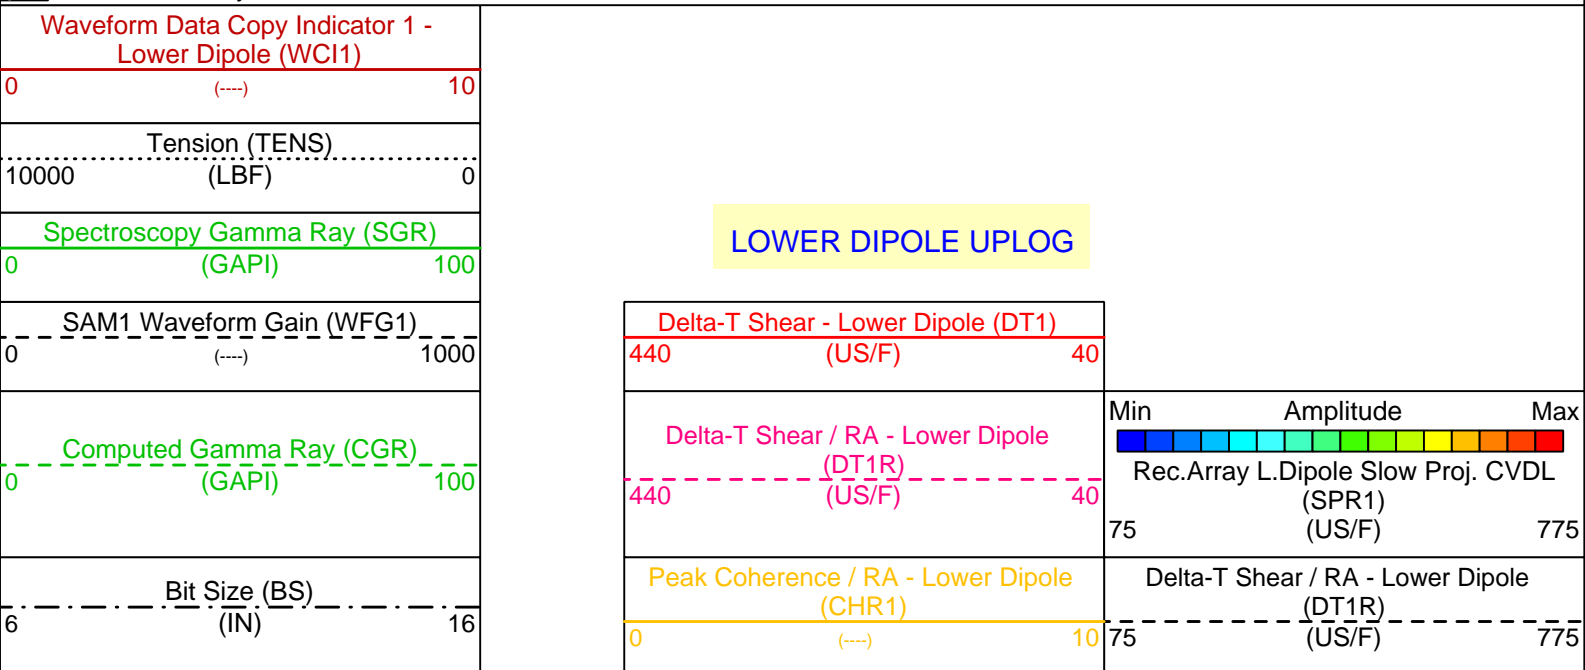 Waveform Data Copy Indicator 1 -
Lower Dipole (WCI1)
0 (----) 10
Tension (TENS)
10000 (LBF) 0
Spectroscopy Gamma Ray (SGR)
0 (GAPI) 100
SAM1 Waveform Gain (WFG1)
0 (----) 1000
Computed Gamma Ray (CGR)
0 (GAPI) 100
Bit Size (BS)
6 (IN) 16
LOWER DIPOLE UPLOG
Delta-T Shear - Lower Dipole (DT1)
440 (US/F) 40
Delta-T Shear / RA - Lower Dipole
(DT1R)
440 (US/F) 40
Peak Coherence / RA - Lower Dipole
(CHR1)
0 (----) 10
Min Amplitude Max
Rec.Array L.Dipole Slow Proj. CVDL
(SPR1)
75 (US/F) 775
Delta-T Shear / RA - Lower Dipole
(DT1R)
75 (US/F) 775